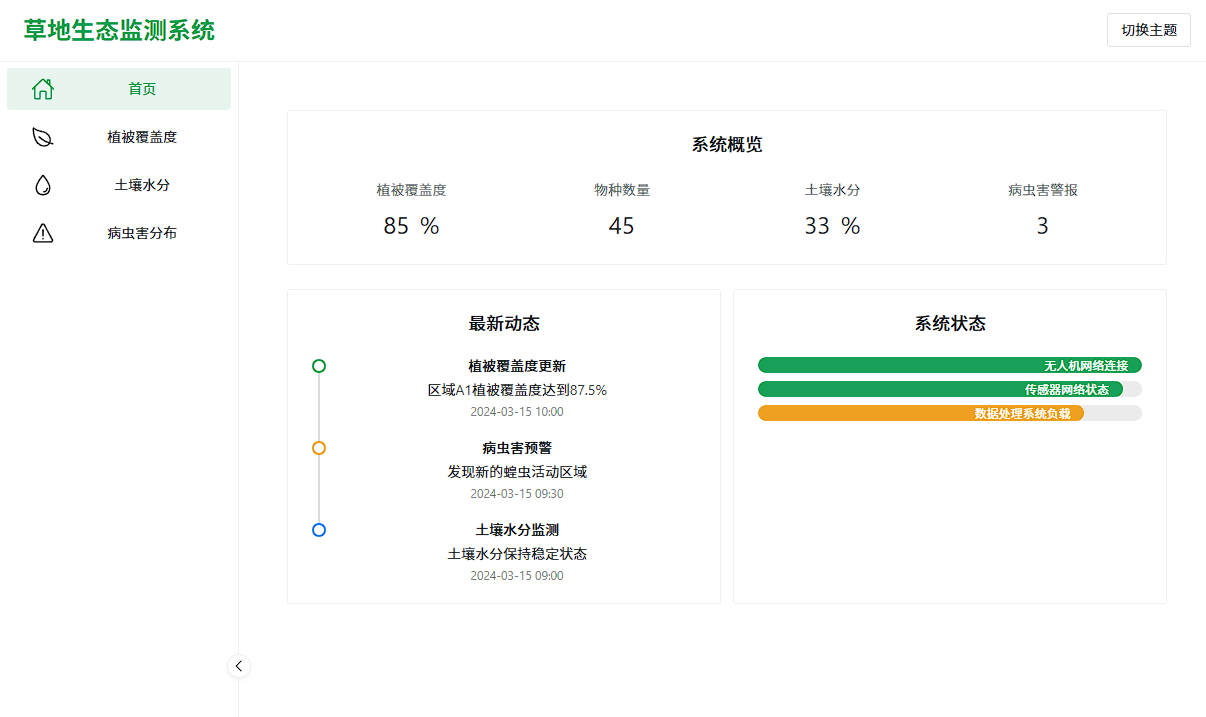 草地生态监测系统
切换主题
首页
植被覆盖度
土壤水分
病虫害分布
系统概览
植被覆盖度 物种数量 土壤水分 病虫害警报
85 % 45 33 % 3
最新动态
植被覆盖度更新
区域A1植被覆盖度达到87.5%
2024-03-15 10:00
病虫害预警
发现新的蝗虫活动区域
2024-03-15 09:30
土壤水分监测
土壤水分保持稳定状态
2024-03-15 09:00
系统状态
无人机网络连接
传感器网络状态
数据处理系统负载